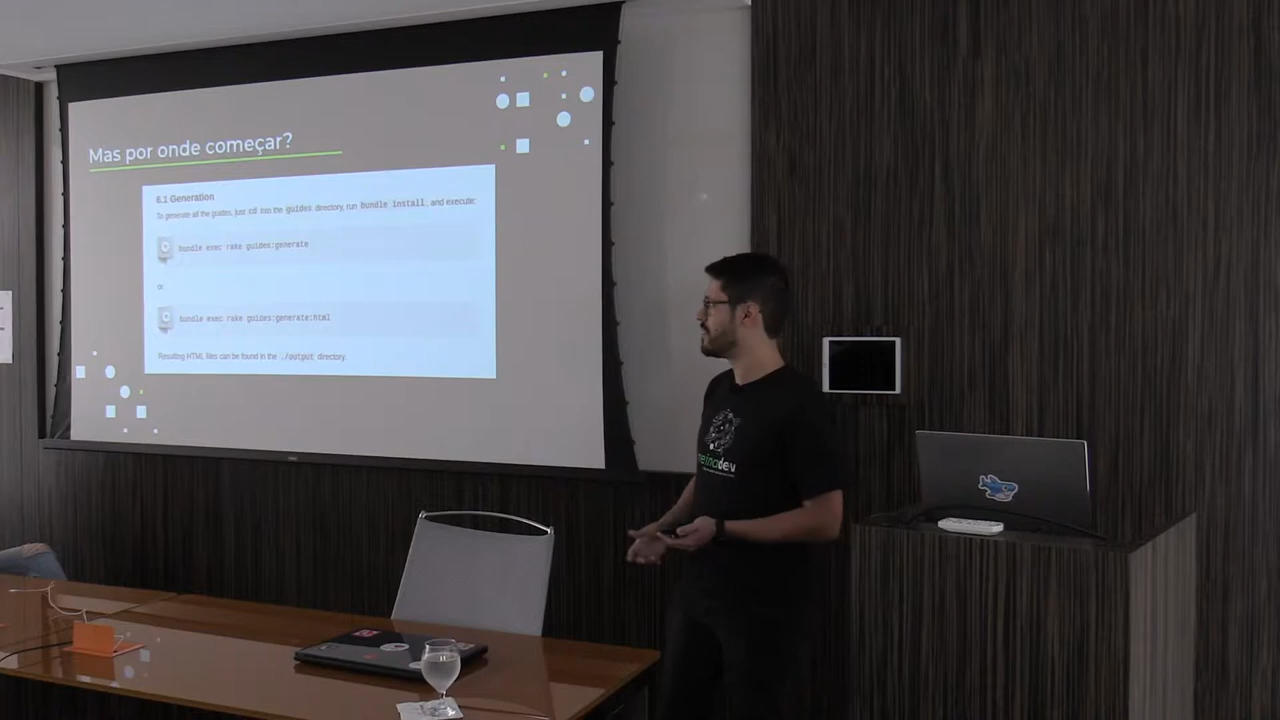 Mas por onde começar?
6.1 Generation
To generate all the guides, just cd into the guides directory, run bundle install, and execute:
bundle exec rake guides:generate
or
bundle exec rake guides:generate:html
Resulting HTML files can be found in the ./output directory.